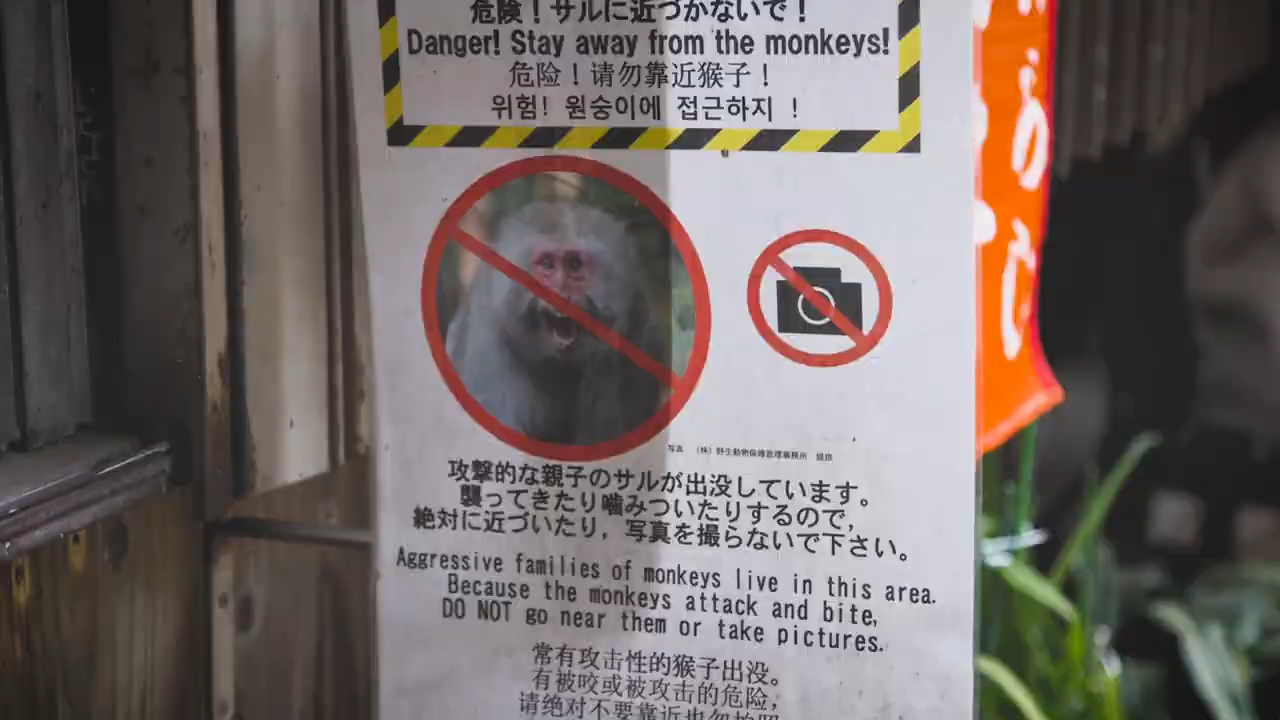 危険！サルに近づかないで！
Danger! Stay away from the monkeys!
危险！请勿靠近猴子！
위험! 원숭이에 접근하지 !
写真 （株）野生動物保護管理事務所 提供
攻撃的な親子のサルが出没しています。
襲ってきたり噛みついたりするので，
絶対に近づいたり，写真を撮らないで下さい。
Aggressive families of monkeys live in this area.
Because the monkeys attack and bite,
DO NOT go near them or take pictures.
常有攻击性的猴子出没。
有被咬或被攻击的危险，
请绝对不要靠近也勿拍照